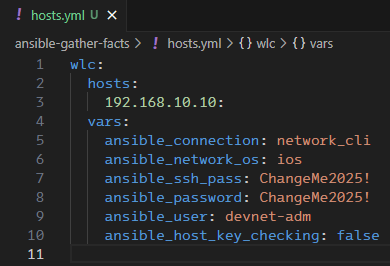 ! hosts.yml U ×
ansible-gather-facts > ! hosts.yml > {} wlc > {} vars
1 wlc:
2   hosts:
3     192.168.10.10:
4   vars:
5     ansible_connection: network_cli
6     ansible_network_os: ios
7     ansible_ssh_pass: ChangeMe2025!
8     ansible_password: ChangeMe2025!
9     ansible_user: devnet-adm
10     ansible_host_key_checking: false
11